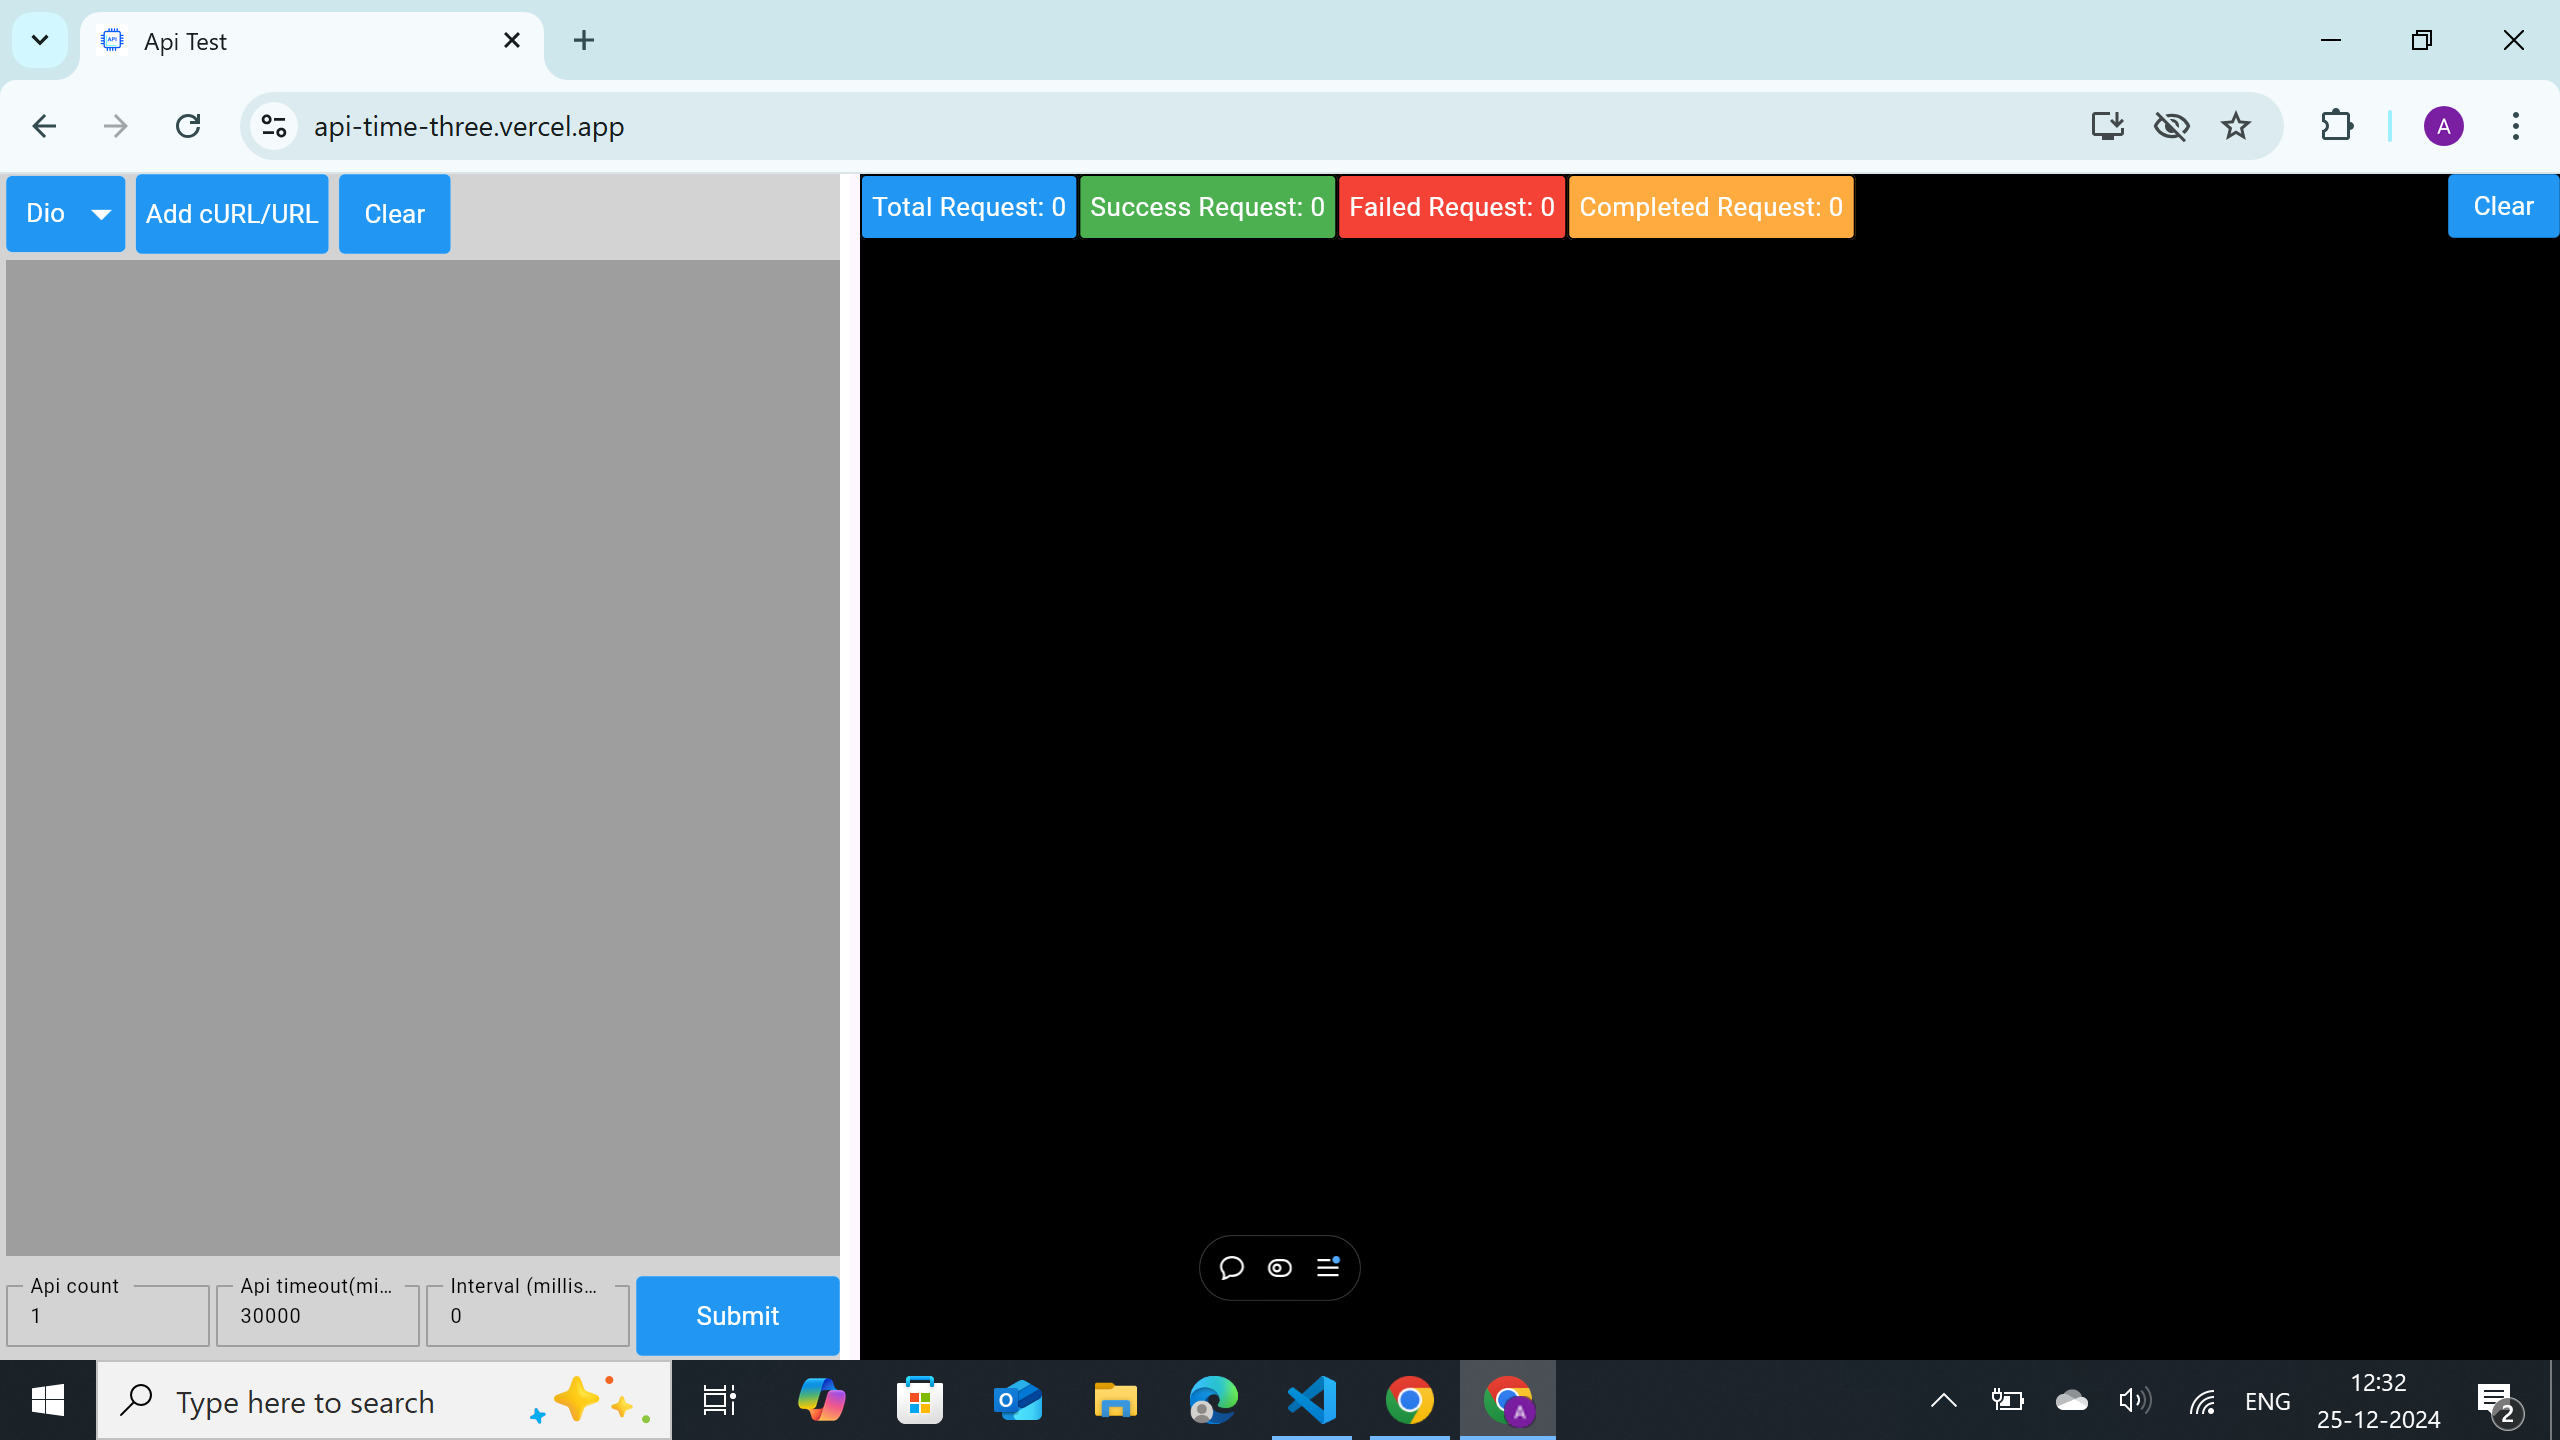 Api Test
api-time-three.vercel.app
A
Dio
Add cURL/URL
Clear
Total Request: 0
Success Request: 0
Failed Request: 0
Completed Request: 0
Clear
Api count
1
Api timeout(mi...
30000
Interval (millis...
0
Submit
Type here to search
A
ENG
12:32
25-12-2024
2